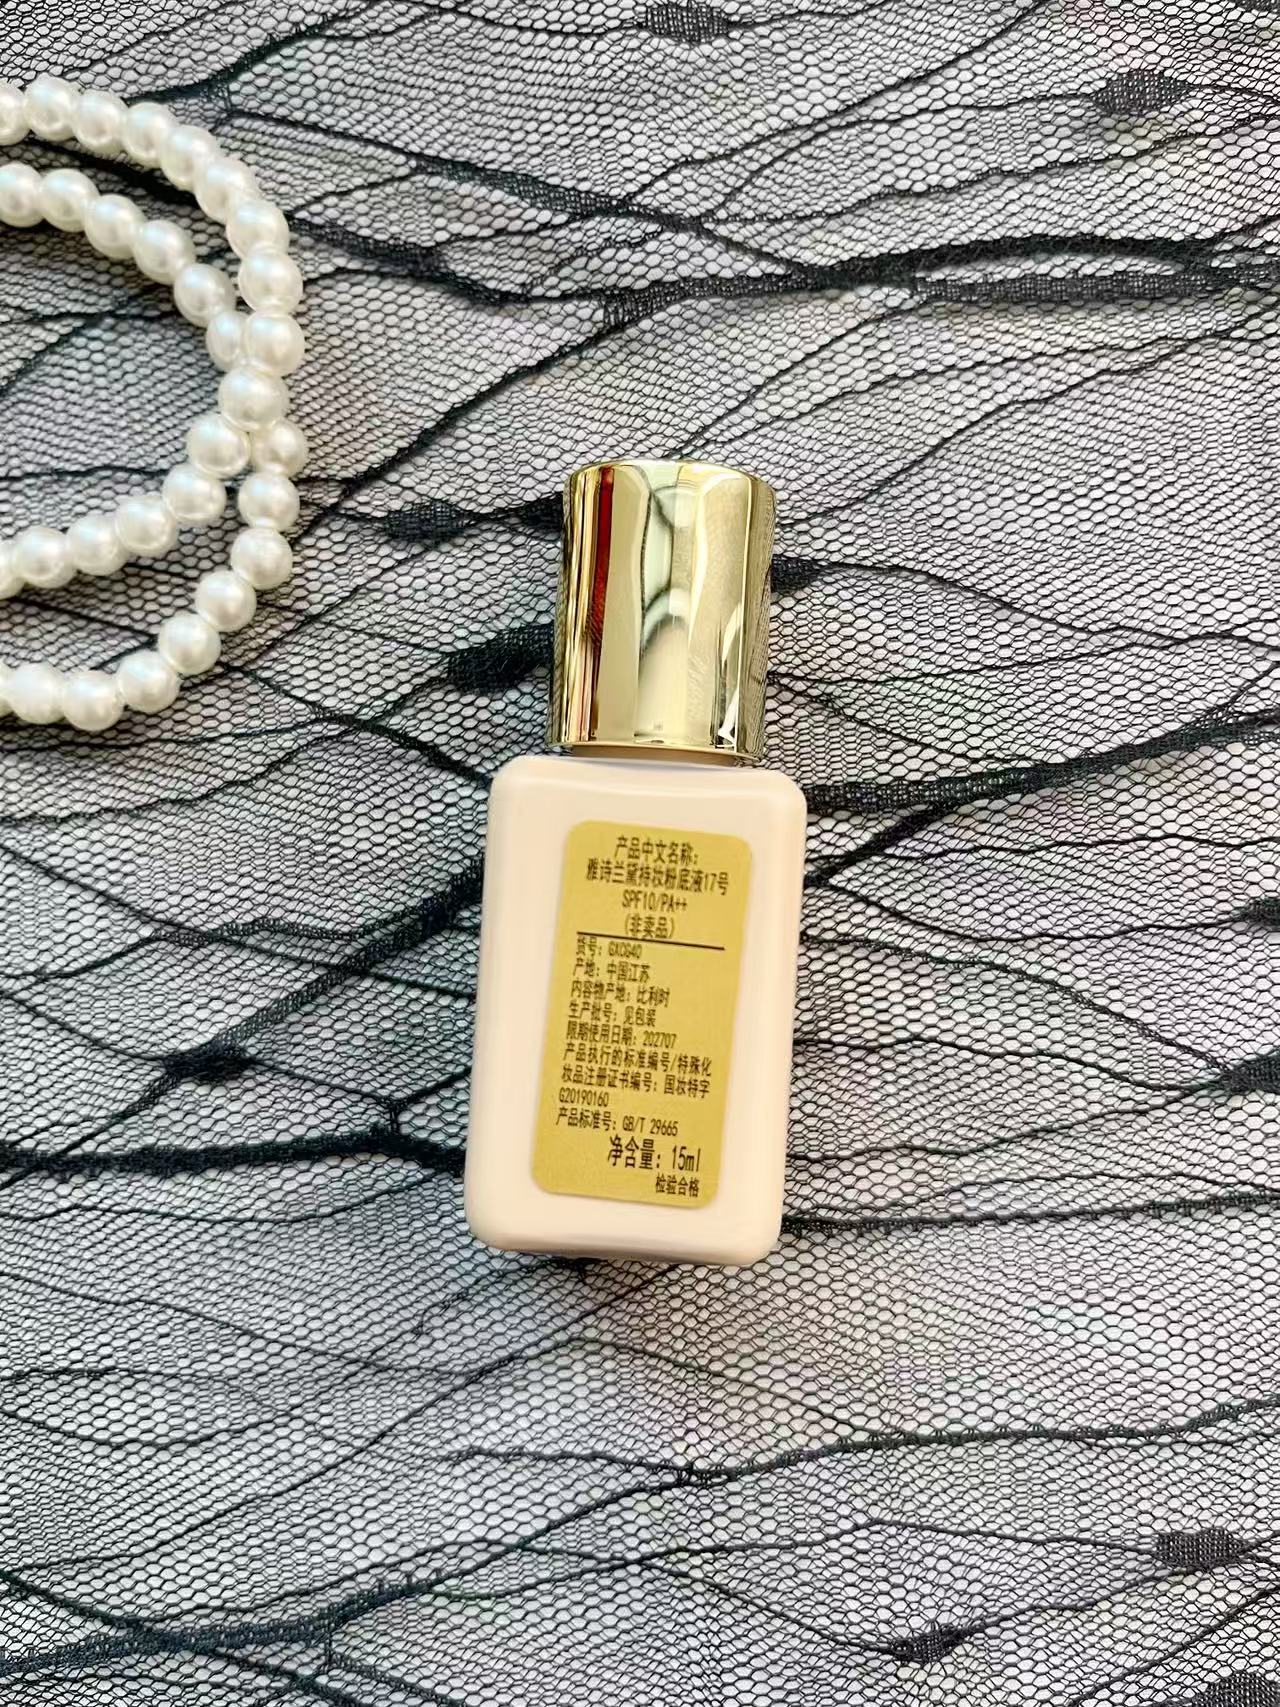 产品中文名称：
雅诗兰黛持妆粉底液17号
SPF10/PA++
(非卖品)
货号：GXCG40
产地：中国江苏
内容物产地：比利时
生产批号：见包装
限期使用日期：202707
产品执行的标准编号/特殊化
妆品注册证书编号：国妆特字
G20190160
产品标准号：GB/T 29665
净含量：15ml
检验合格